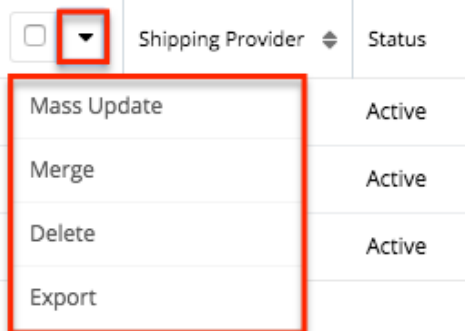 Shipping Provider Status
Mass Update Active
Merge Active
Delete Active
Export